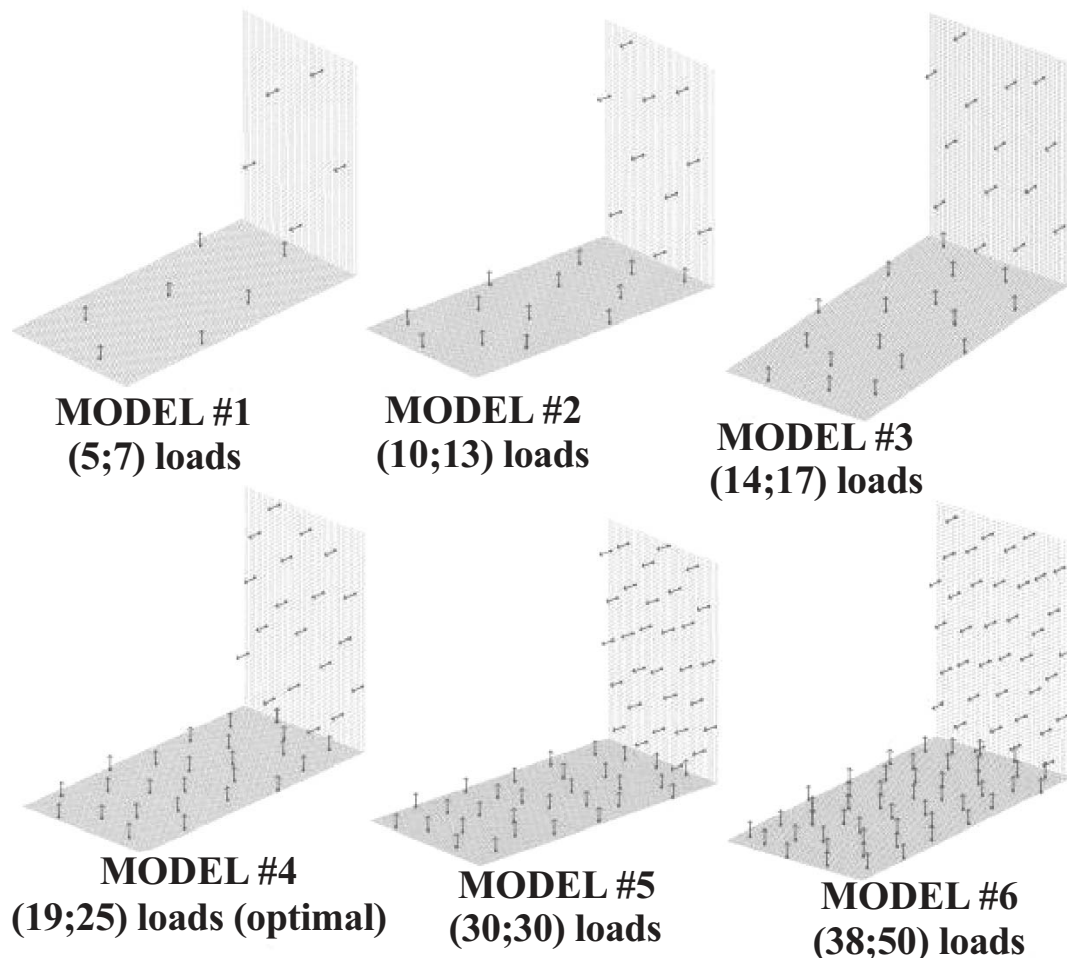 MODEL #1
(5;7) loads
MODEL #2
(10;13) loads
MODEL #3
(14;17) loads
MODEL #4
(19;25) loads (optimal)
MODEL #5
(30;30) loads
MODEL #6
(38;50) loads